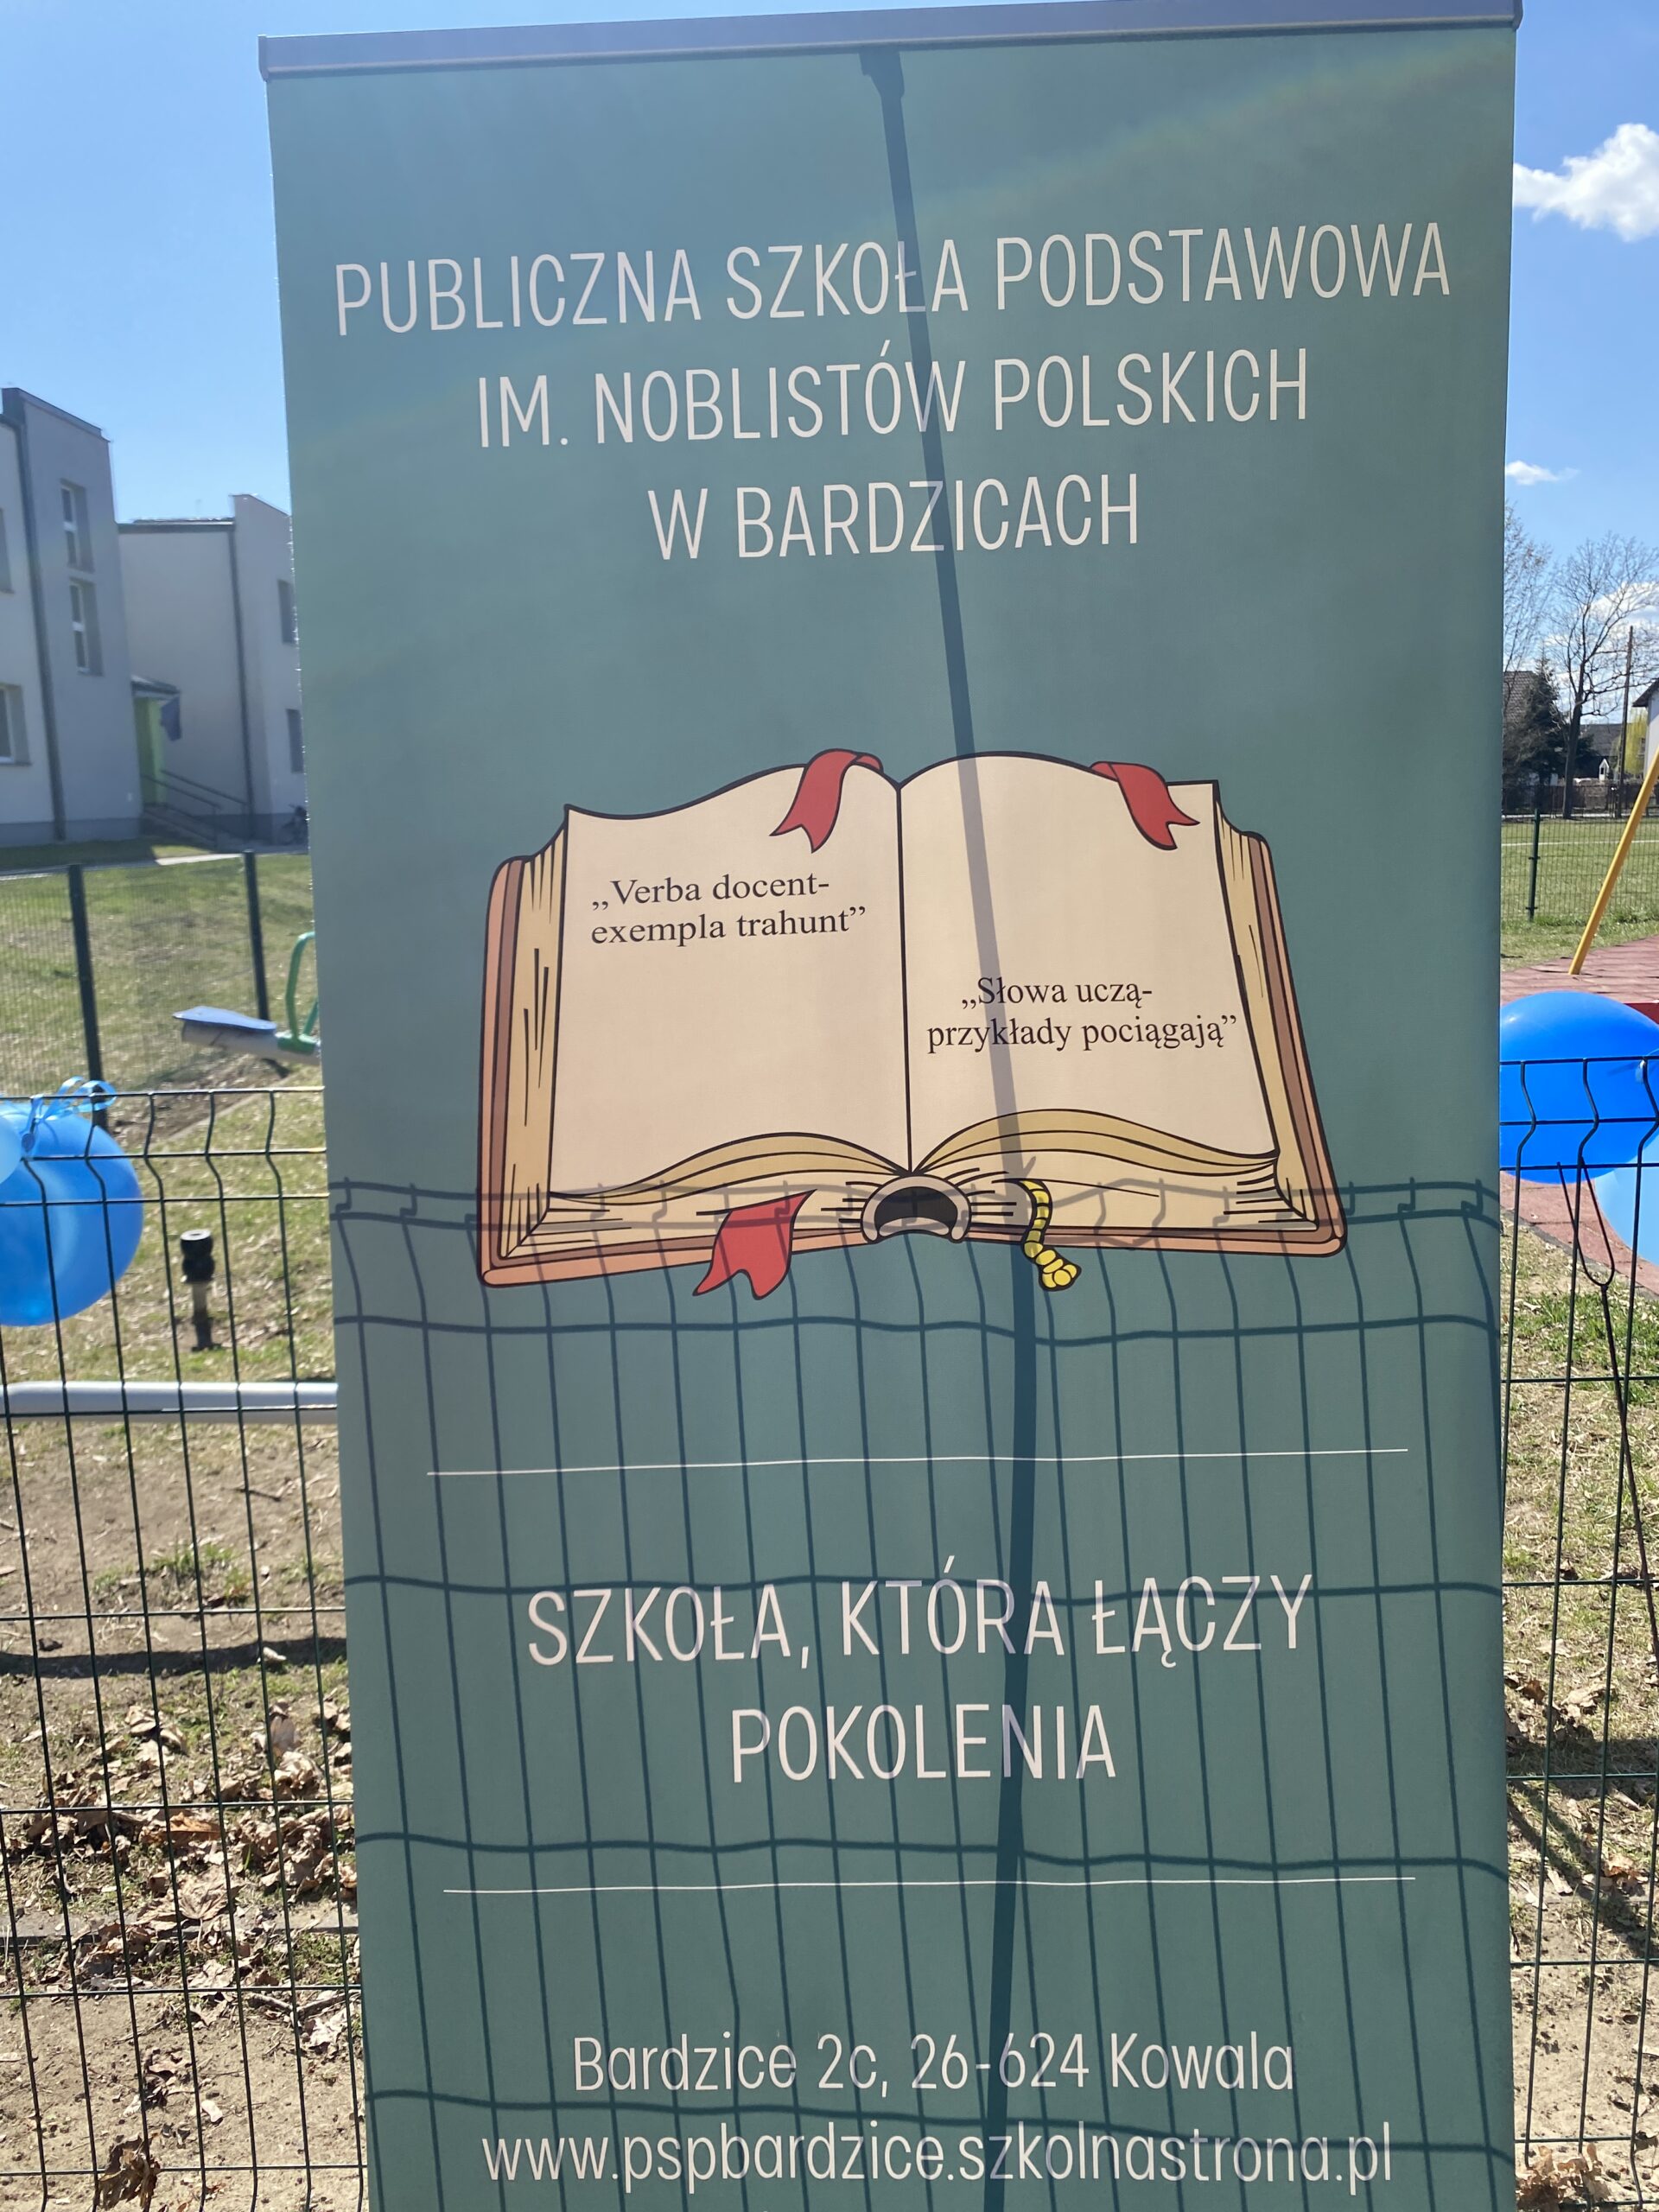 PUBLICZNA SZKOŁA PODSTAWOWA
IM. NOBLISTÓW POLSKICH
W BARDZICACH
„Verba docent-
exempla trahunt”
„Słowa uczą-
przykłady pociągają”
SZKOŁA, KTÓRA ŁĄCZY
POKOLENIA
Bardzice 2c, 26-624 Kowala
www.pspbardzice.szkolnastrona.pl